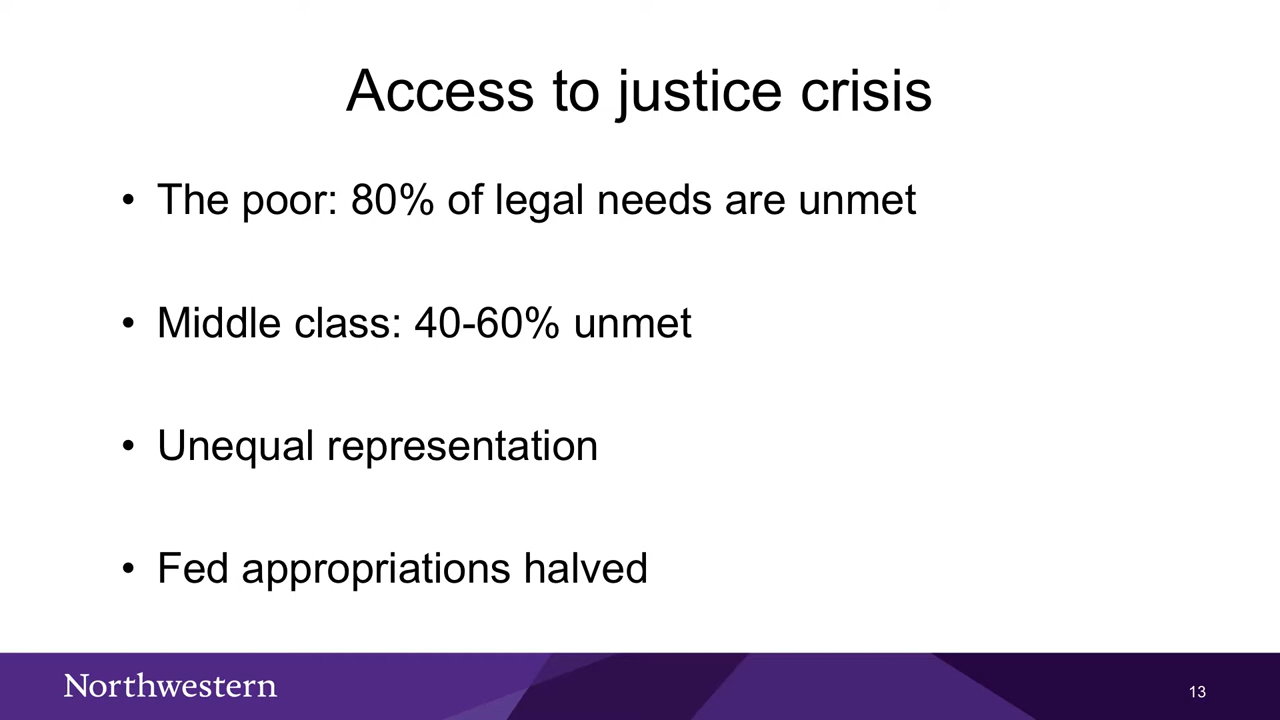 Access to justice crisis
• The poor: 80% of legal needs are unmet
• Middle class: 40-60% unmet
• Unequal representation
• Fed appropriations halved
Northwestern
13